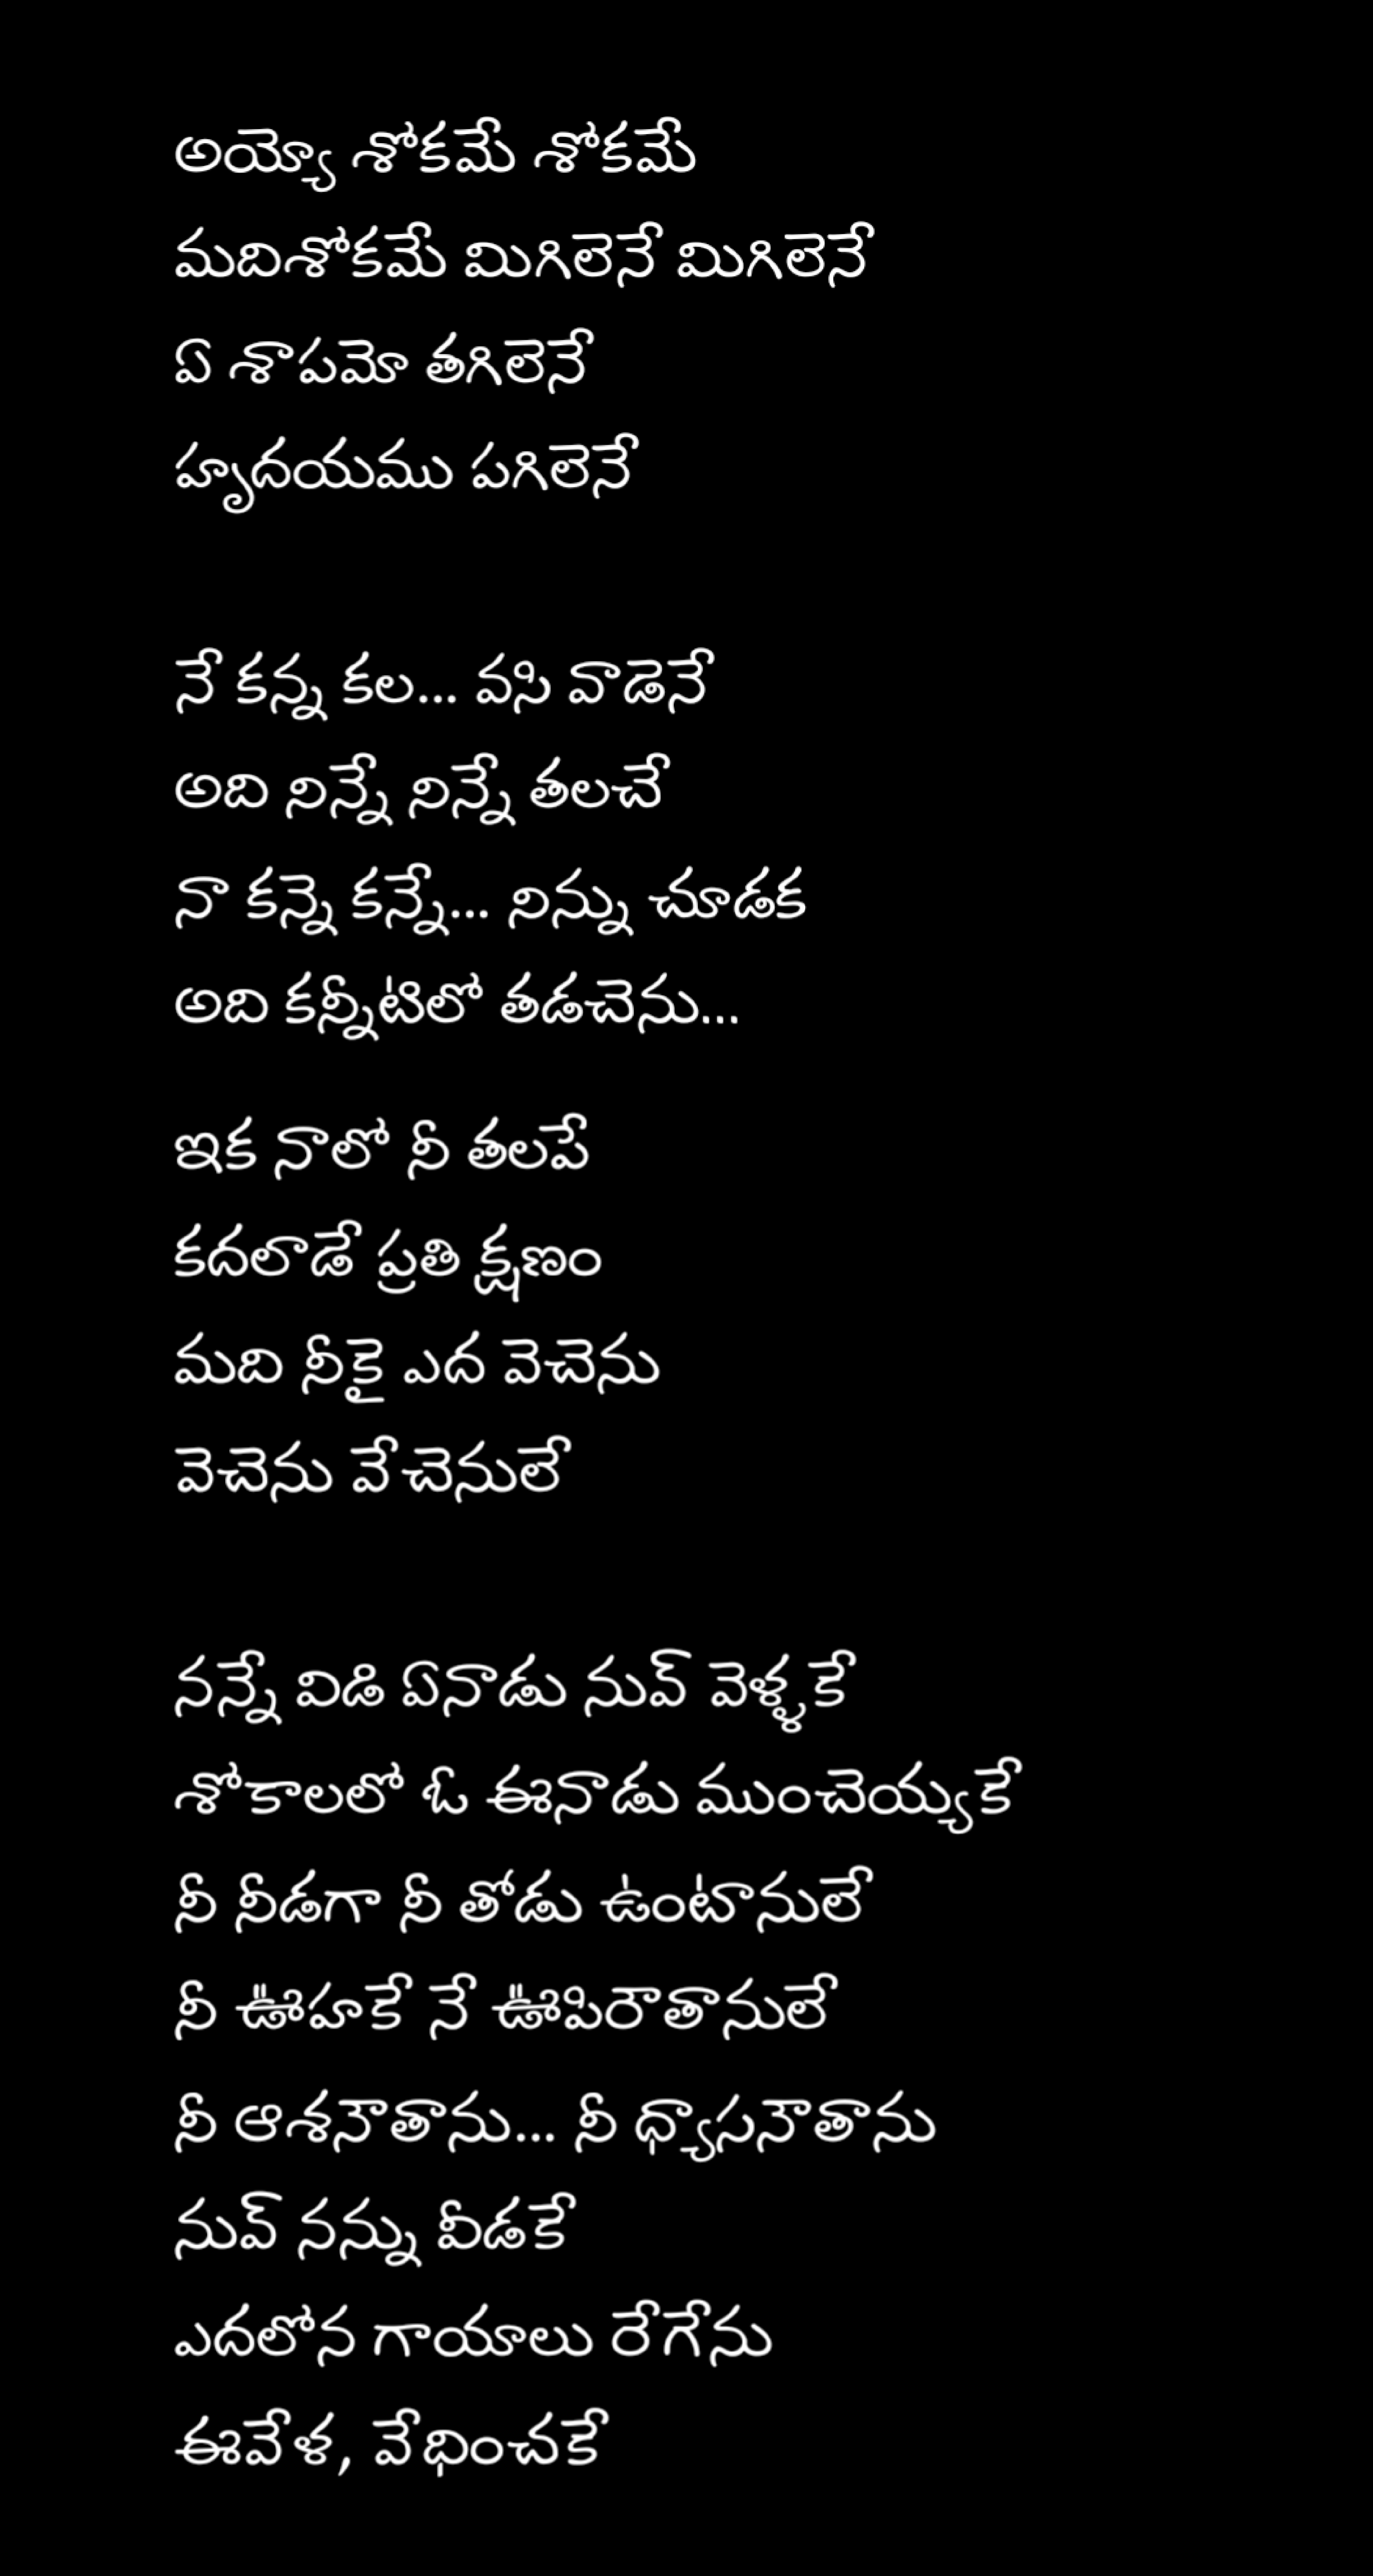 అయ్యో శోకమే శోకమే
మదిశోకమే మిగిలెనే మిగిలెనే
ఏ శాపమో తగిలెనే
హృదయము పగిలెనే
నే కన్న కల... వసి వాడెనే
అది నిన్నే నిన్నే తలచే
నా కన్నె కన్నే... నిన్ను చూడక
అది కన్నీటిలో తడచెను...
ఇక నాలో నీ తలపే
కదలాడే ప్రతి క్షణం
మది నీకై ఎద వెచెను
వెచెను వేచెనులే
నన్నే విడి ఏనాడు నువ్ వెళ్ళకే
శోకాలలో ఓ ఈనాడు ముంచెయ్యకే
నీ నీడగా నీ తోడు ఉంటానులే
నీ ఊహకే నే ఊపిరౌతానులే
నీ ఆశనౌతాను... నీ ధ్యాసనౌతాను
నువ్ నన్ను వీడకే
ఎదలోన గాయాలు రేగేను
ఈవేళ, వేధించకే